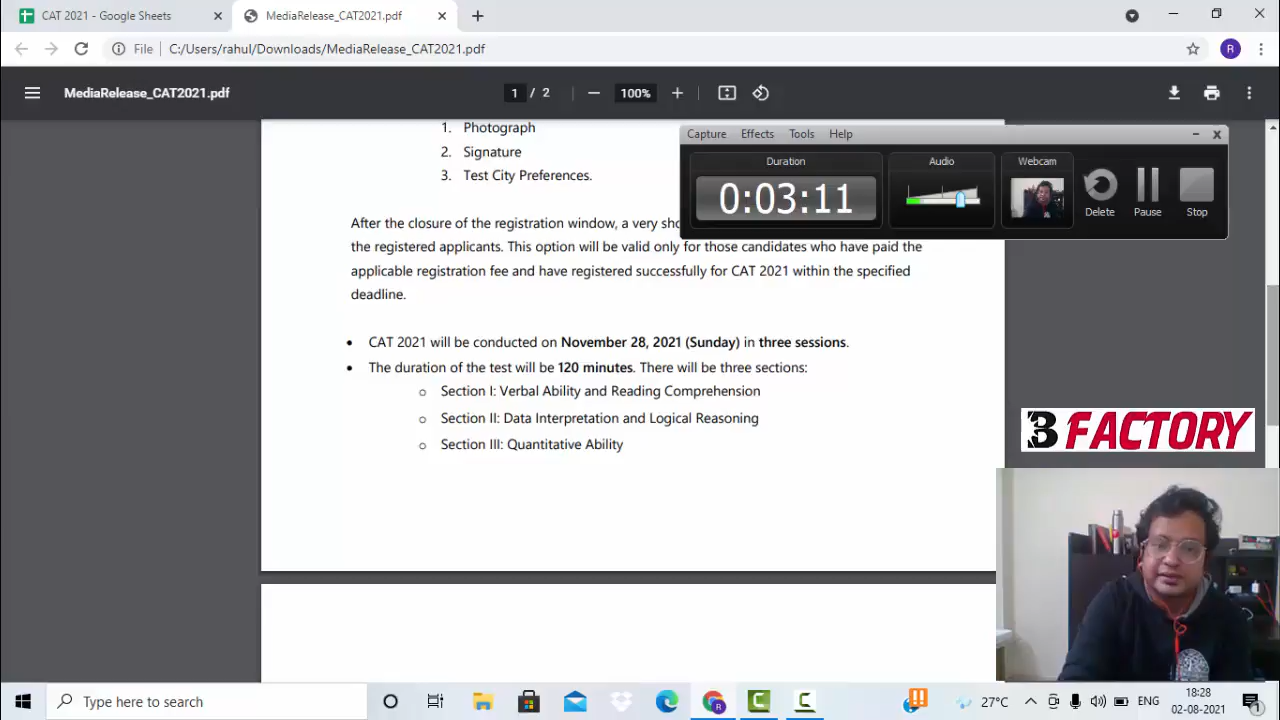 CAT 2021 - Google Sheets
MediaRelease_CAT2021.pdf
File
C:/Users/rahul/Downloads/MediaRelease_CAT2021.pdf
R
MediaRelease_CAT2021.pdf
1 / 2
100%
1. Photograph
2. Signature
3. Test City Preferences.
Capture Effects Tools Help
Duration
Audio
Webcam
0:03:11
Delete
Pause
Stop
After the closure of the registration window, a very
the registered applicants. This option will be valid only for those candidates who have paid the
applicable registration fee and have registered successfully for CAT 2021 within the specified
deadline.
• CAT 2021 will be conducted on November 28, 2021 (Sunday) in three sessions.
• The duration of the test will be 120 minutes. There will be three sections:
o Section I: Verbal Ability and Reading Comprehension
o Section II: Data Interpretation and Logical Reasoning
o Section III: Quantitative Ability
3 FACTORY
Type here to search
27°C
ENG
18:28
02-08-2021
1